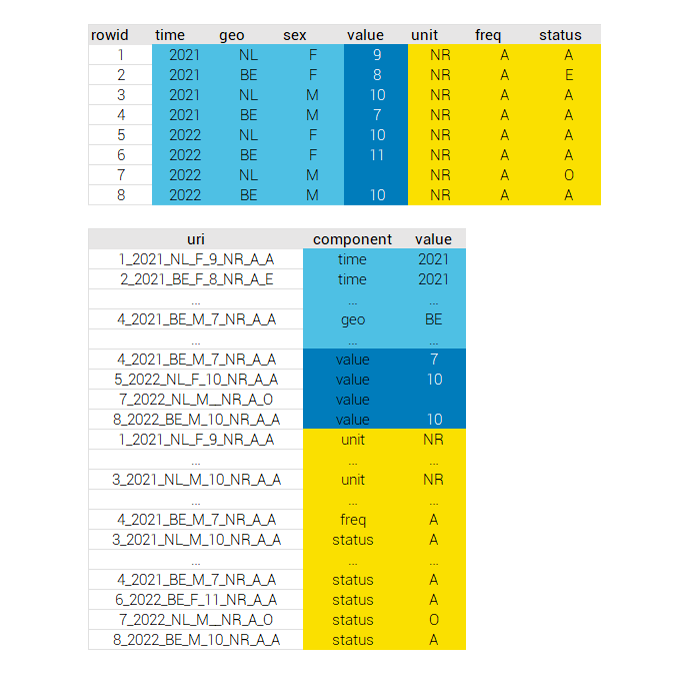 rowid time geo sex value unit freq status
1 2021 NL F 9 NR A A
2 2021 BE F 8 NR A E
3 2021 NL M 10 NR A A
4 2021 BE M 7 NR A A
5 2022 NL F 10 NR A A
6 2022 BE F 11 NR A A
7 2022 NL M NR A O
8 2022 BE M 10 NR A A
uri component value
1_2021_NL_F_9_NR_A_A time 2021
2_2021_BE_F_8_NR_A_E time 2021
... ... ...
4_2021_BE_M_7_NR_A_A geo BE
... ... ...
4_2021_BE_M_7_NR_A_A value 7
5_2022_NL_F_10_NR_A_A value 10
7_2022_NL_M__NR_A_O value
8_2022_BE_M_10_NR_A_A value 10
1_2021_NL_F_9_NR_A_A unit NR
... ... ...
3_2021_NL_M_10_NR_A_A unit NR
... ... ...
4_2021_BE_M_7_NR_A_A freq A
3_2021_NL_M_10_NR_A_A status A
... ... ...
4_2021_BE_M_7_NR_A_A status A
6_2022_BE_F_11_NR_A_A status A
7_2022_NL_M__NR_A_O status O
8_2022_BE_M_10_NR_A_A status A